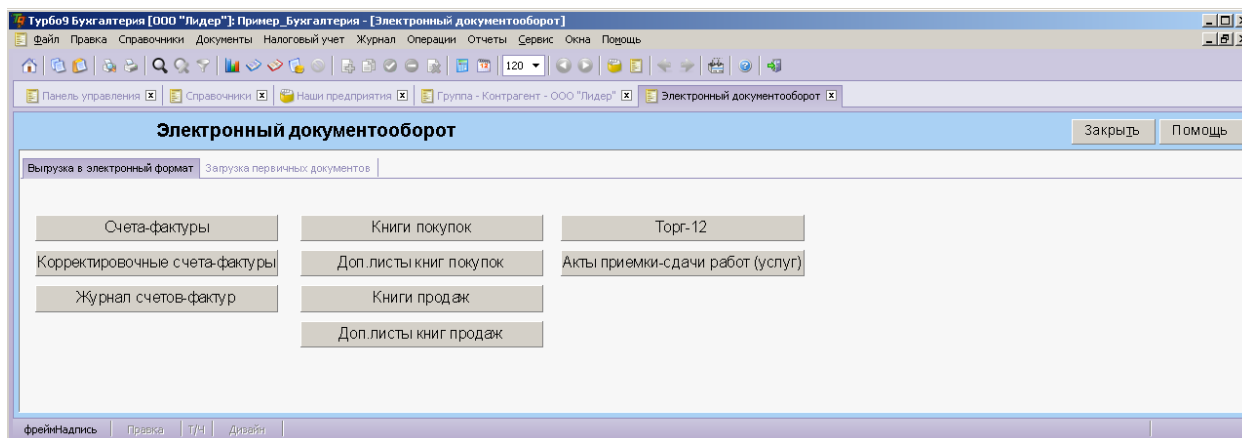 Турбо9 Бухгалтерия [ООО "Лидер"]: Пример_Бухгалтерия - [Электронный документооборот]
Файл Правка Справочники Документы Налоговый учет Журнал Операции Отчеты Сервис Окна Помощь
120
Панель управления Справочники Наши предприятия Группа - Контрагент - ООО "Лидер" Электронный документооборот
Электронный документооборот Закрыть Помощь
Выгрузка в электронный формат Загрузка первичных документов
Счета-фактуры Книги покупок Торг-12
Корректировочные счета-фактуры Доп.листы книг покупок Акты приемки-сдачи работ (услуг)
Журнал счетов-фактур Книги продаж
Доп.листы книг продаж
фреймНадпись Правка Т/Ч Дизайн